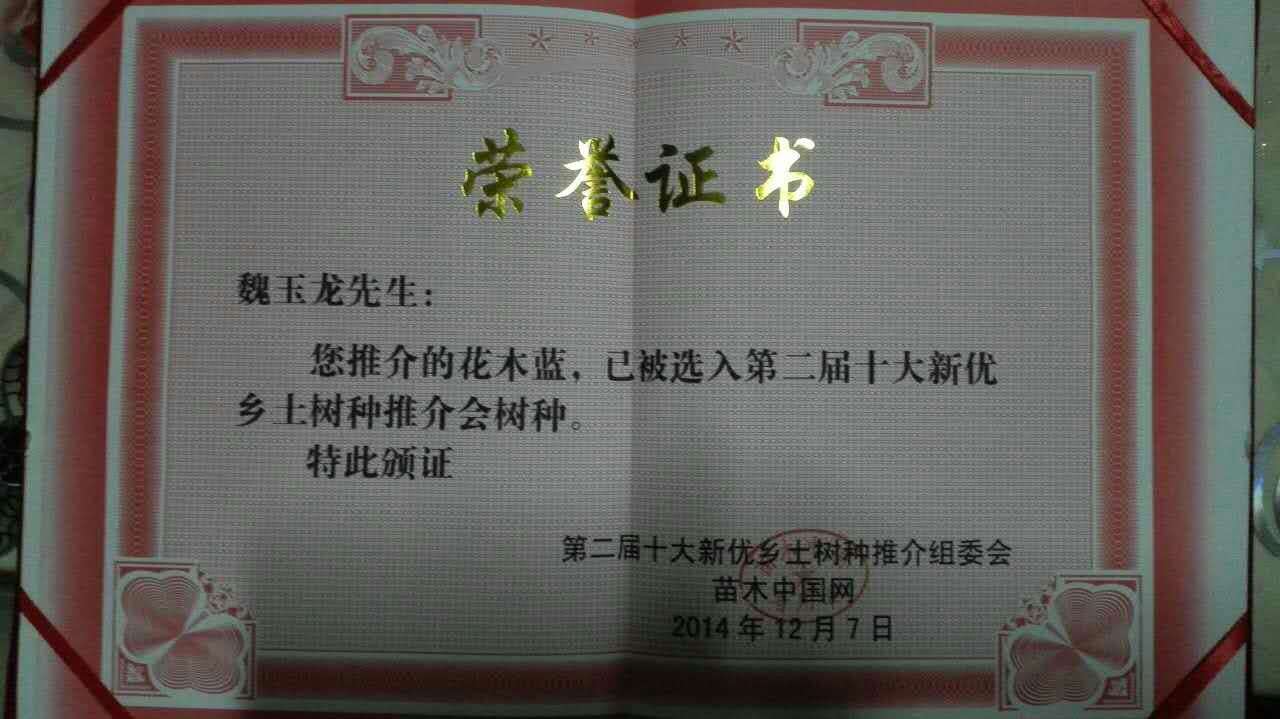 荣誉证书
魏玉龙先生：
您推介的花木蓝，已被选入第二届十大新优
乡土树种推介会树种。
特此颁证
第二届十大新优乡土树种推介组委会
苗木中国网
2014年12月7日